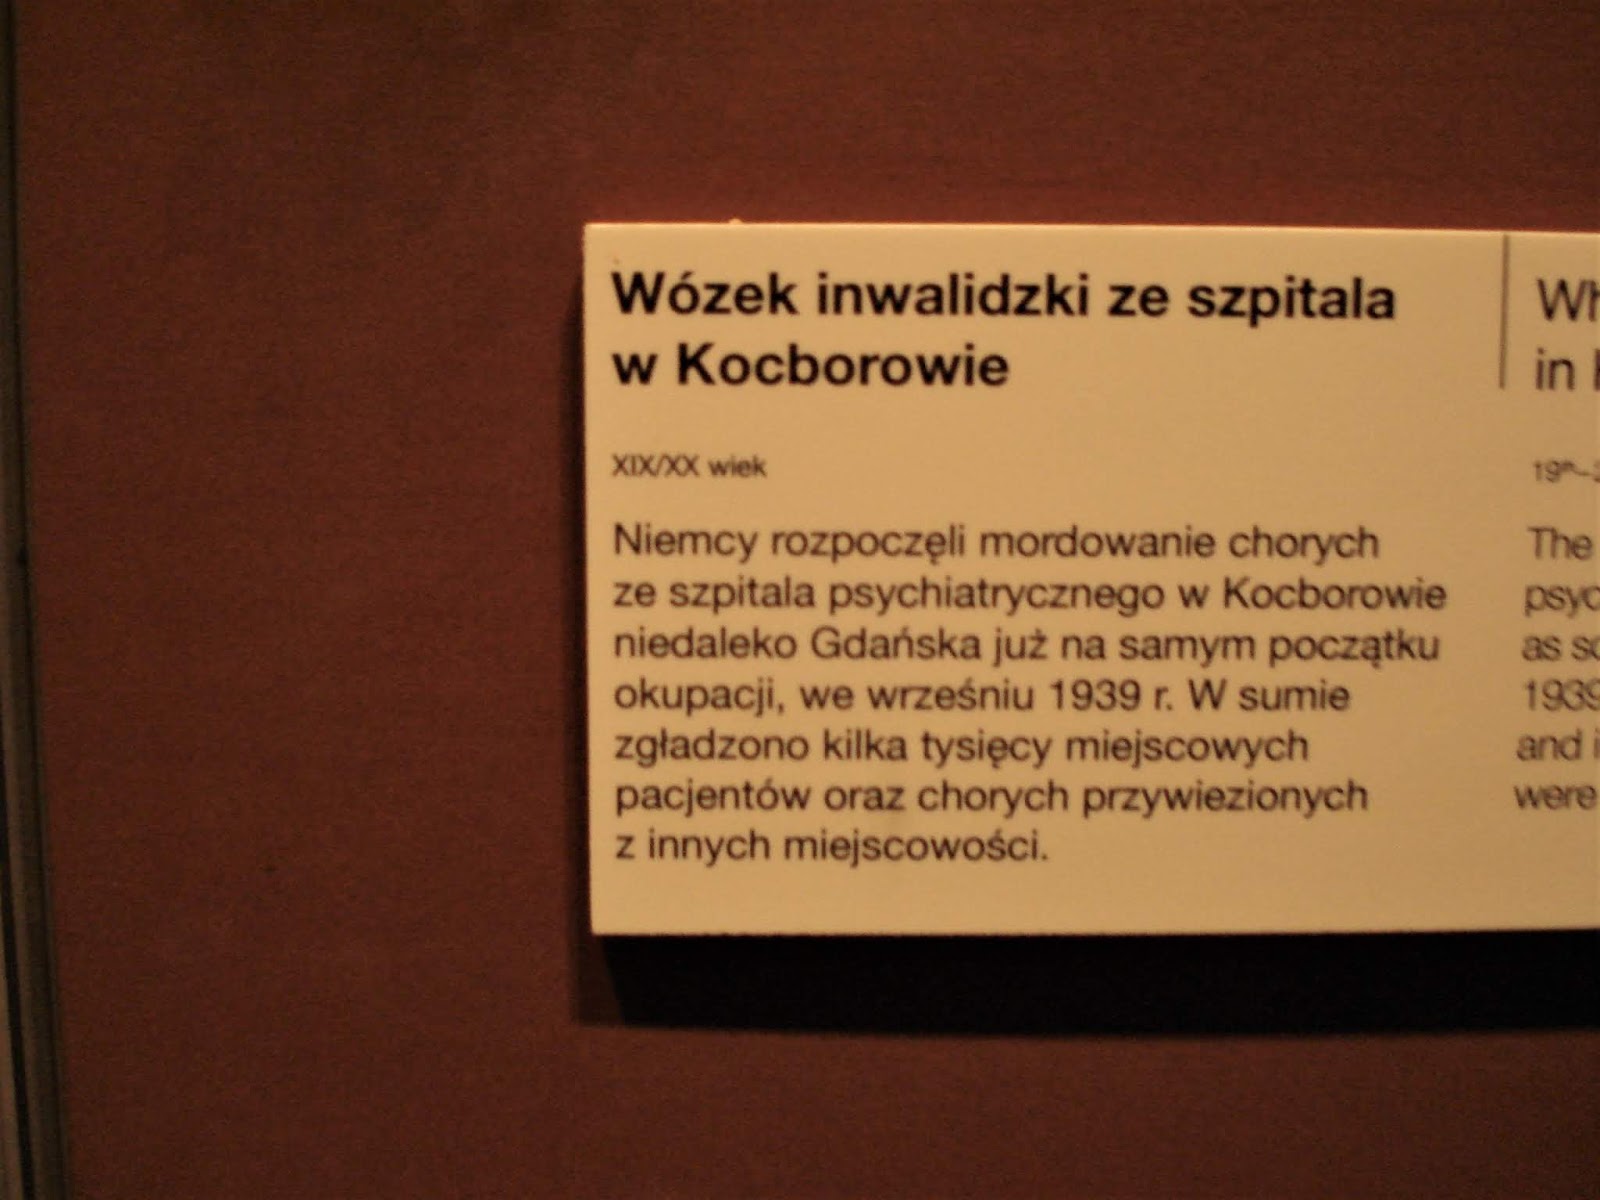 Wózek inwalidzki ze szpitala
w Kocborowie
XIX/XX wiek
Niemcy rozpoczęli mordowanie chorych
ze szpitala psychiatrycznego w Kocborowie
niedaleko Gdańska już na samym początku
okupacji, we wrześniu 1939 r. W sumie
zgładzono kilka tysięcy miejscowych
pacjentów oraz chorych przywiezionych
z innych miejscowości.
in
19th–
The
as
1939
and
were